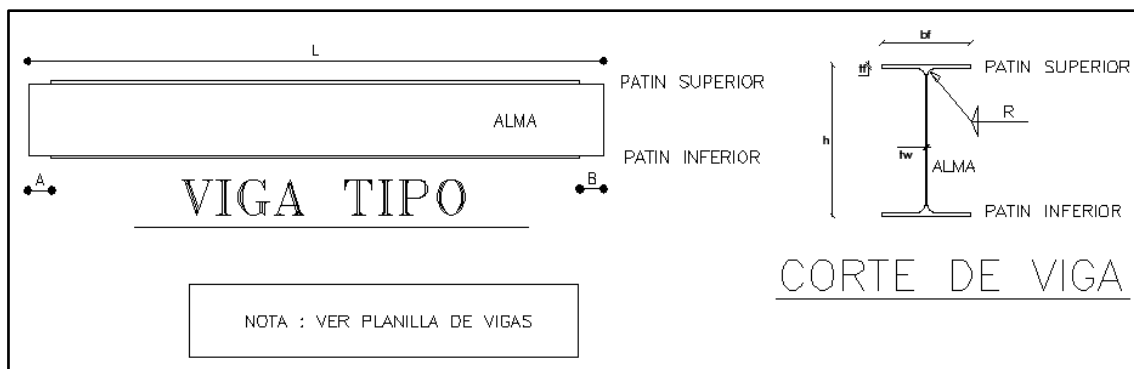 L
PATIN SUPERIOR
ALMA
PATIN INFERIOR
A
B
VIGA TIPO
NOTA : VER PLANILLA DE VIGAS
bf
tf
PATIN SUPERIOR
R
h
tw
ALMA
PATIN INFERIOR
CORTE DE VIGA